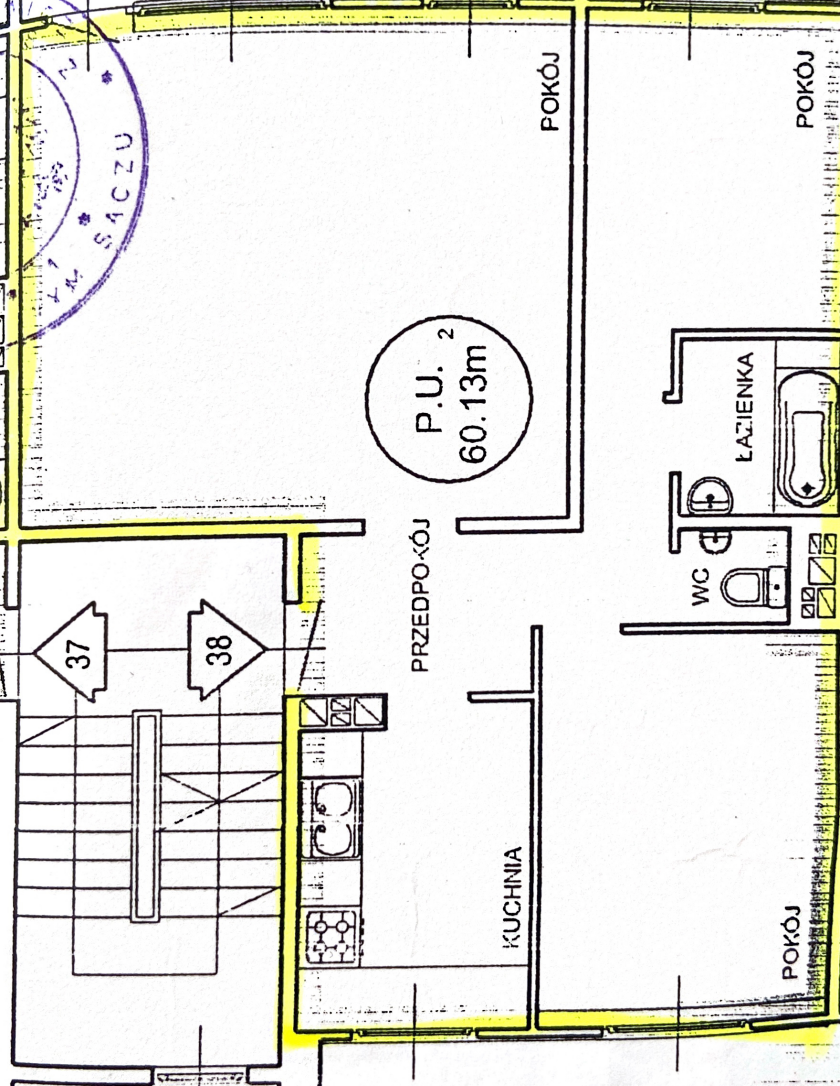 POKÓJ
POKÓJ
SĄCZU
P.U. 2
60.13m
ŁAZIENKA
PRZEDPOKÓJ
WC
37
38
KUCHNIA
POKÓJ